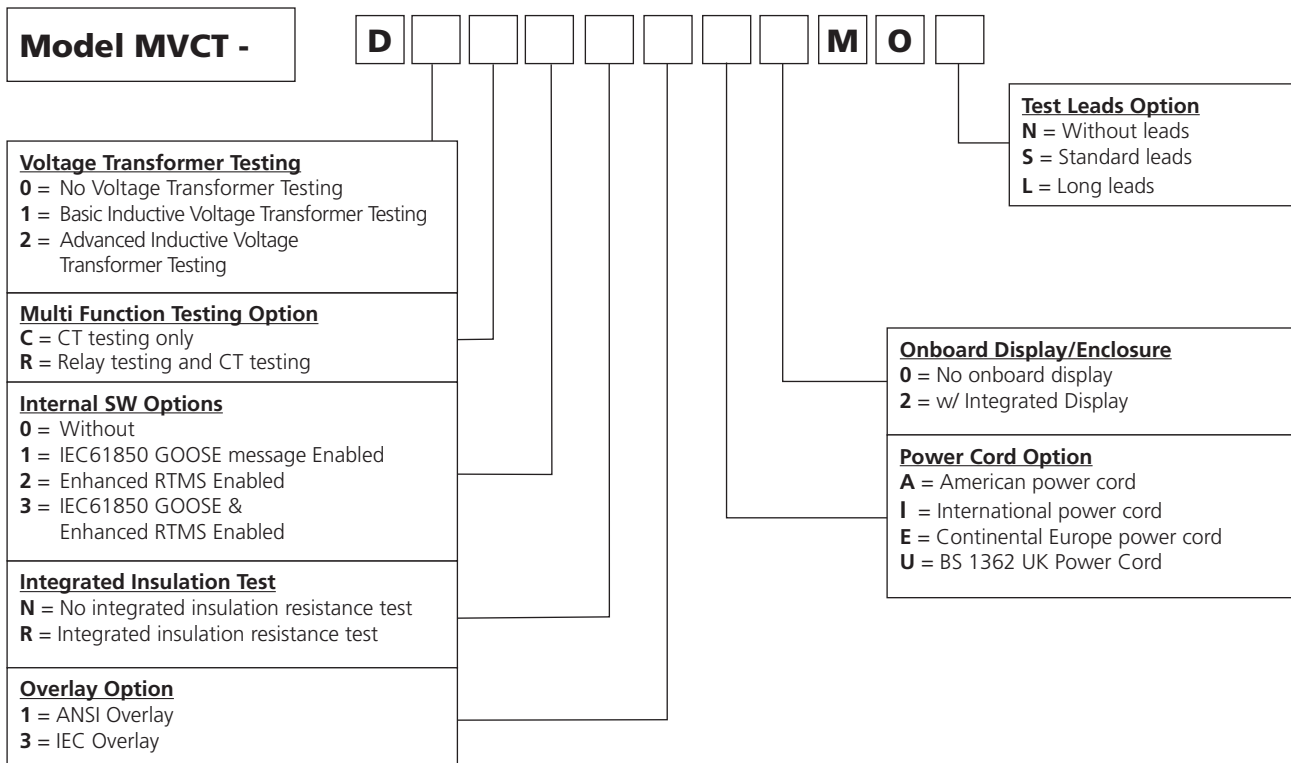 Model MVCT -
D M O
Test Leads Option
N = Without leads
S = Standard leads
L = Long leads
Voltage Transformer Testing
0 = No Voltage Transformer Testing
1 = Basic Inductive Voltage Transformer Testing
2 = Advanced Inductive Voltage
Transformer Testing
Multi Function Testing Option
C = CT testing only
R = Relay testing and CT testing
Internal SW Options
0 = Without
1 = IEC61850 GOOSE message Enabled
2 = Enhanced RTMS Enabled
3 = IEC61850 GOOSE &
Enhanced RTMS Enabled
Integrated Insulation Test
N = No integrated insulation resistance test
R = Integrated insulation resistance test
Overlay Option
1 = ANSI Overlay
3 = IEC Overlay
Onboard Display/Enclosure
0 = No onboard display
2 = w/ Integrated Display
Power Cord Option
A = American power cord
I = International power cord
E = Continental Europe power cord
U = BS 1362 UK Power Cord